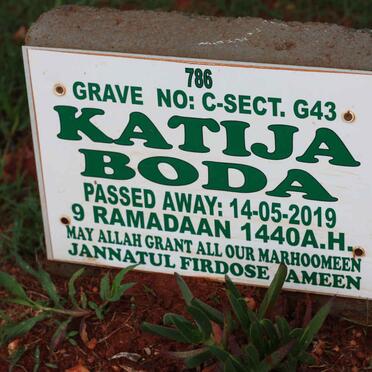 786
GRAVE NO: C-SECT. G43
KATIJA
BODA
PASSED AWAY: 14-05-2019
9 RAMADAAN 1440A.H.
MAY ALLAH GRANT ALL OUR MARHOOMEEN
JANNATUL FIRDOSE AMEEN